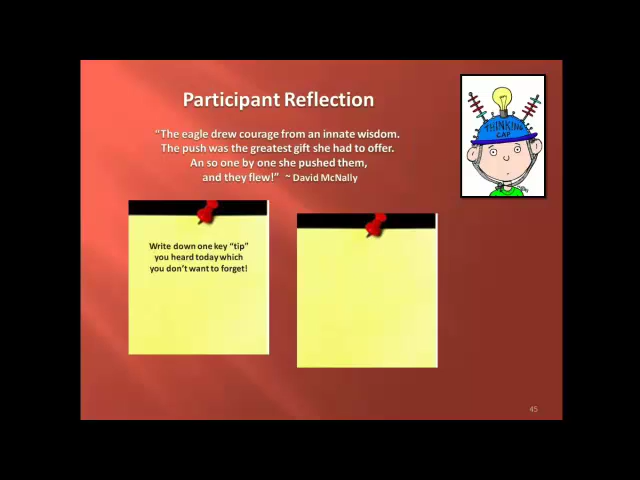 Participant Reflection
“The eagle drew courage from an innate wisdom.
The push was the greatest gift she had to offer.
An so one by one she pushed them,
and they flew!” ~ David McNally
THINKING
CAP
Write down one key “tip”
you heard today which
you don’t want to forget!
45